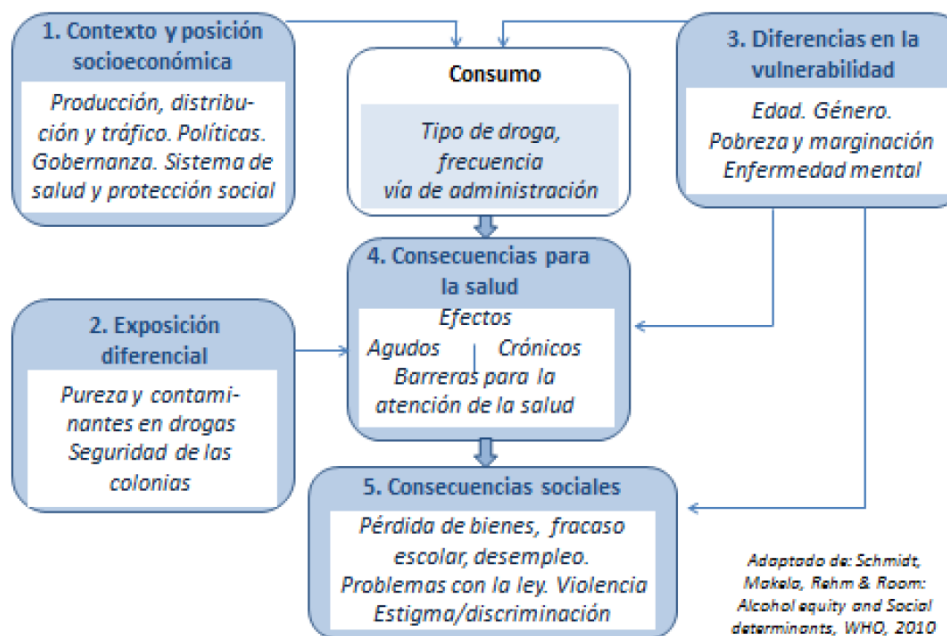 1. Contexto y posición
socioeconómica
Producción, distribu-
ción y tráfico. Políticas.
Gobernanza. Sistema de
salud y protección social
Consumo
Tipo de droga,
frecuencia
vía de administración
3. Diferencias en la
vulnerabilidad
Edad. Género.
Pobreza y marginación
Enfermedad mental
2. Exposición
diferencial
Pureza y contami-
nantes en drogas
Seguridad de las
colonias
4. Consecuencias para
la salud
Efectos
Agudos Crónicos
Barreras para la
atención de la salud
5. Consecuencias sociales
Pérdida de bienes, fracaso
escolar, desempleo.
Problemas con la ley. Violencia
Estigma/discriminación
Adaptado de: Schmidt,
Makela, Rehm & Room:
Alcohol equity and Social
determinants, WHO, 2010